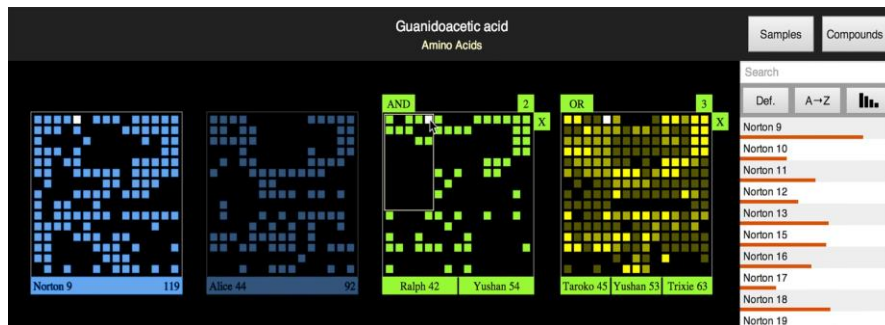 Guanidoacetic acid
Amino Acids
Samples
Compounds
Search
Def.
A→Z
AND
2
X
OR
3
X
Norton 9 119
Alice 44 92
Ralph 42
Yushan 54
Taroko 45
Yushan 53
Trixie 63
Norton 9
Norton 10
Norton 11
Norton 12
Norton 13
Norton 15
Norton 16
Norton 17
Norton 18
Norton 19